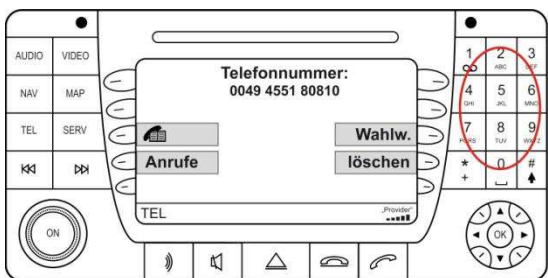 AUDIO VIDEO
NAV MAP
TEL SERV
ON
Telefonnummer:
0049 4551 80810
Wahlw.
Anrufe löschen
TEL „Provider“
1 2 3
ABC DEF
4 5 6
GHI JKL MNO
7 8 9
PQRS TUV WXYZ
* 0 #
+
OK